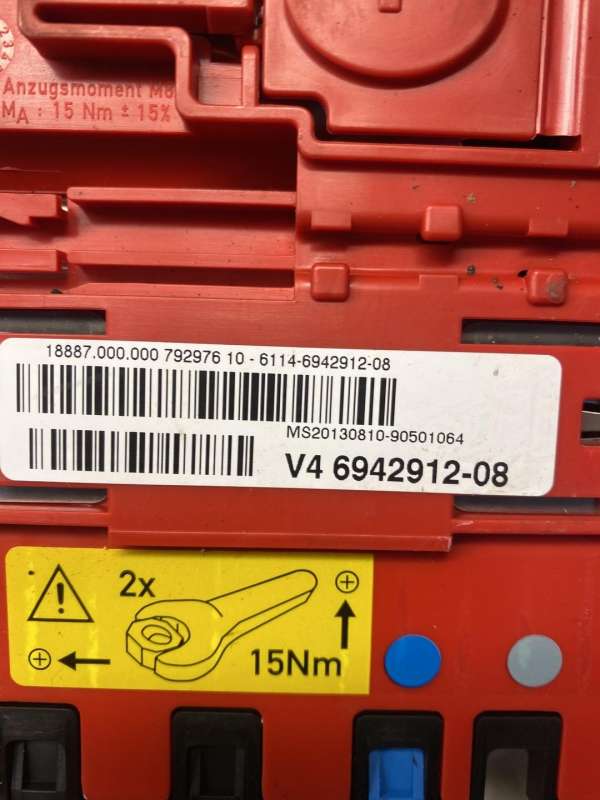 Anzugsmoment M8
MA : 15 Nm ± 15%
18887.000.000 792976 10 - 6114-6942912-08
MS20130810-90501064
V4 6942912-08
2x
15Nm